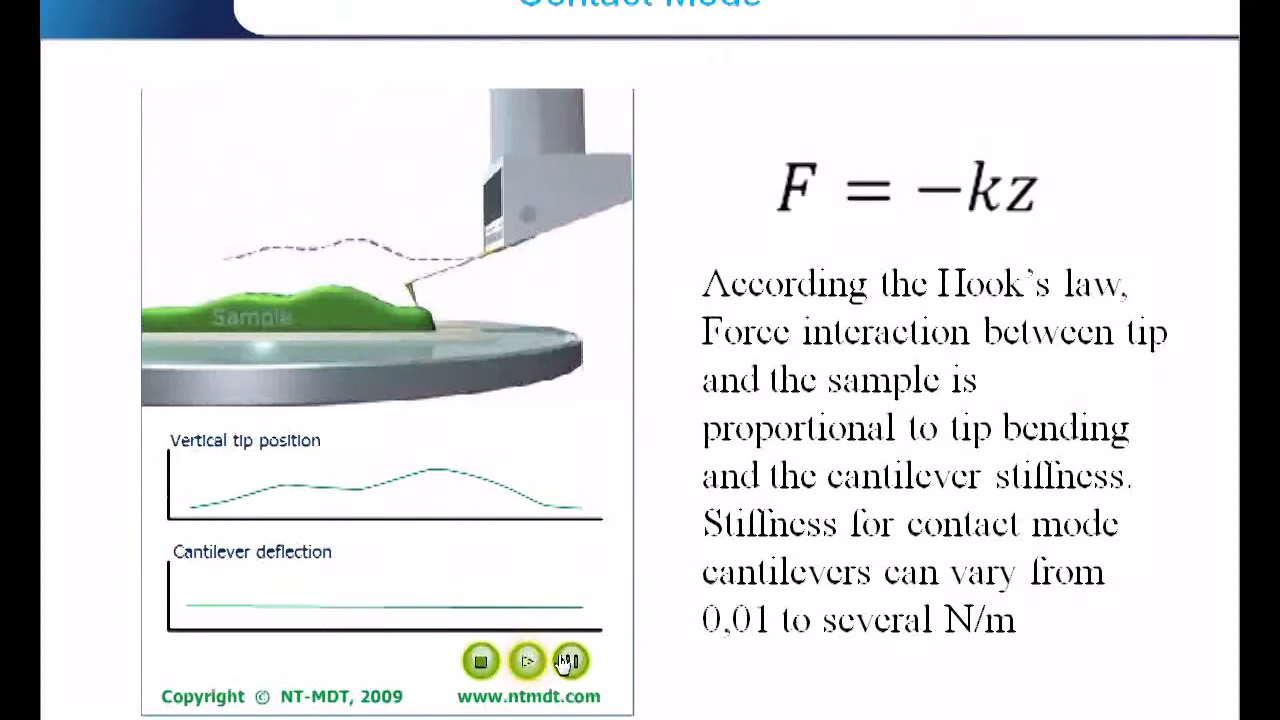 Contact Mode
F = −kz
Sample
According the Hook's law,
Force interaction between tip
and the sample is
proportional to tip bending
and the cantilever stiffness.
Stiffness for contact mode
cantilevers can vary from
0,01 to several N/m
Vertical tip position
Cantilever deflection
Copyright © NT-MDT, 2009 www.ntmdt.com